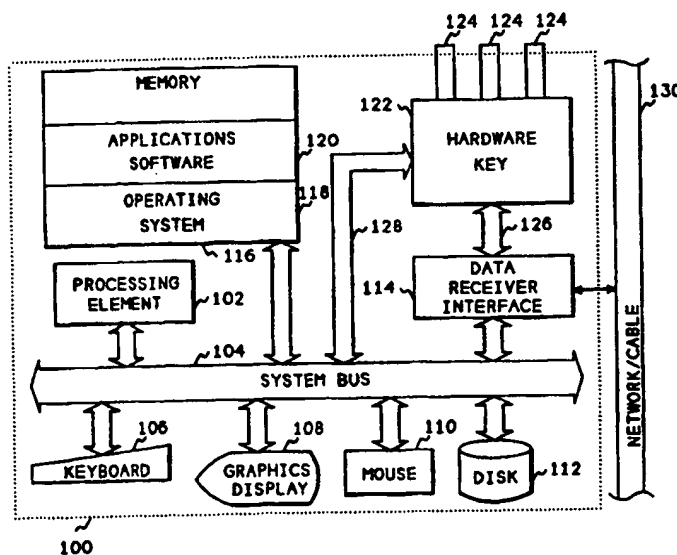 124 124 124
MEMORY
122
HARDWARE
KEY
130
APPLICATIONS
SOFTWARE
120
OPERATING
SYSTEM
118
116
128
126
PROCESSING
ELEMENT
102
114
DATA
RECEIVER
INTERFACE
104
SYSTEM BUS
NETWORK/CABLE
106
KEYBOARD
108
GRAPHICS
DISPLAY
110
MOUSE
DISK
112
100